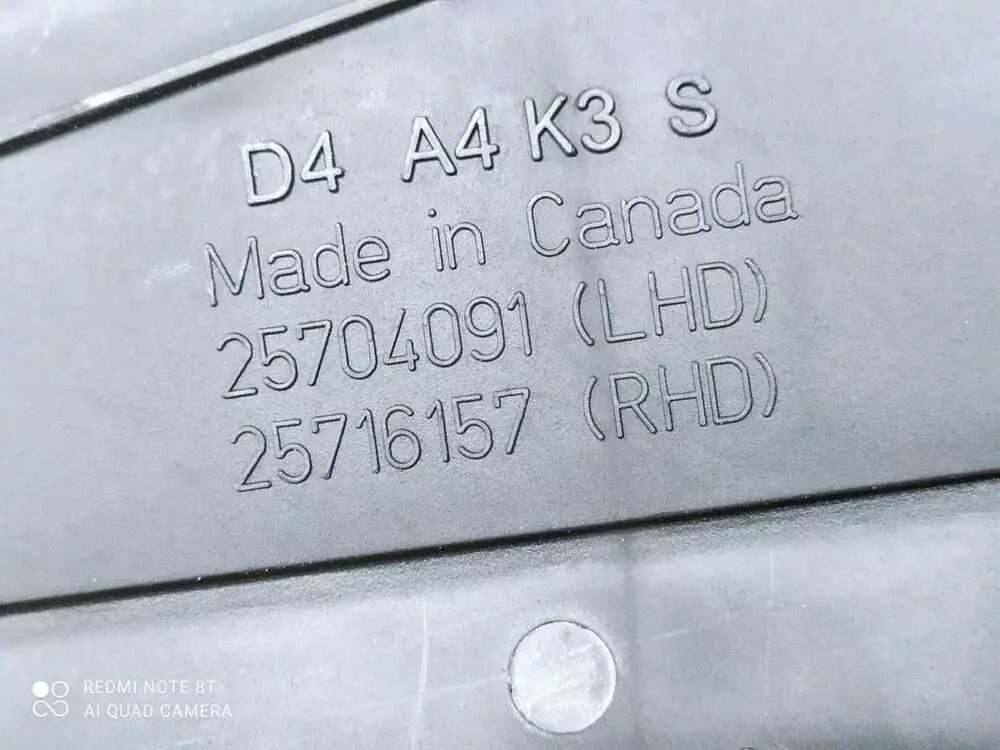 D4 A4 K3 S
Made in Canada
25704091 (LHD)
25716157 (RHD)
REDMI NOTE 8T
AI QUAD CAMERA